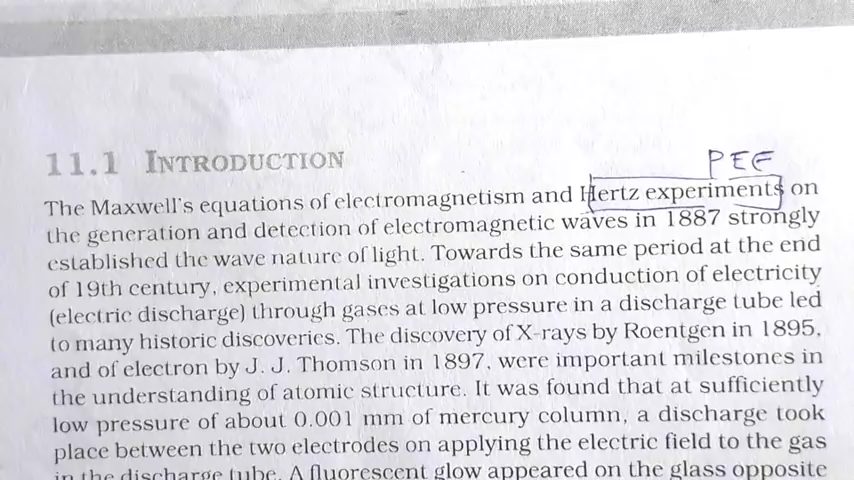 11.1 INTRODUCTION
PEE
The Maxwell's equations of electromagnetism and Hertz experiments on
the generation and detection of electromagnetic waves in 1887 strongly
established the wave nature of light. Towards the same period at the end
of 19th century, experimental investigations on conduction of electricity
(electric discharge) through gases at low pressure in a discharge tube led
to many historic discoveries. The discovery of X-rays by Roentgen in 1895,
and of electron by J. J. Thomson in 1897, were important milestones in
the understanding of atomic structure. It was found that at sufficiently
low pressure of about 0.001 mm of mercury column, a discharge took
place between the two electrodes on applying the electric field to the gas
in the discharge tube. A fluorescent glow appeared on the glass opposite